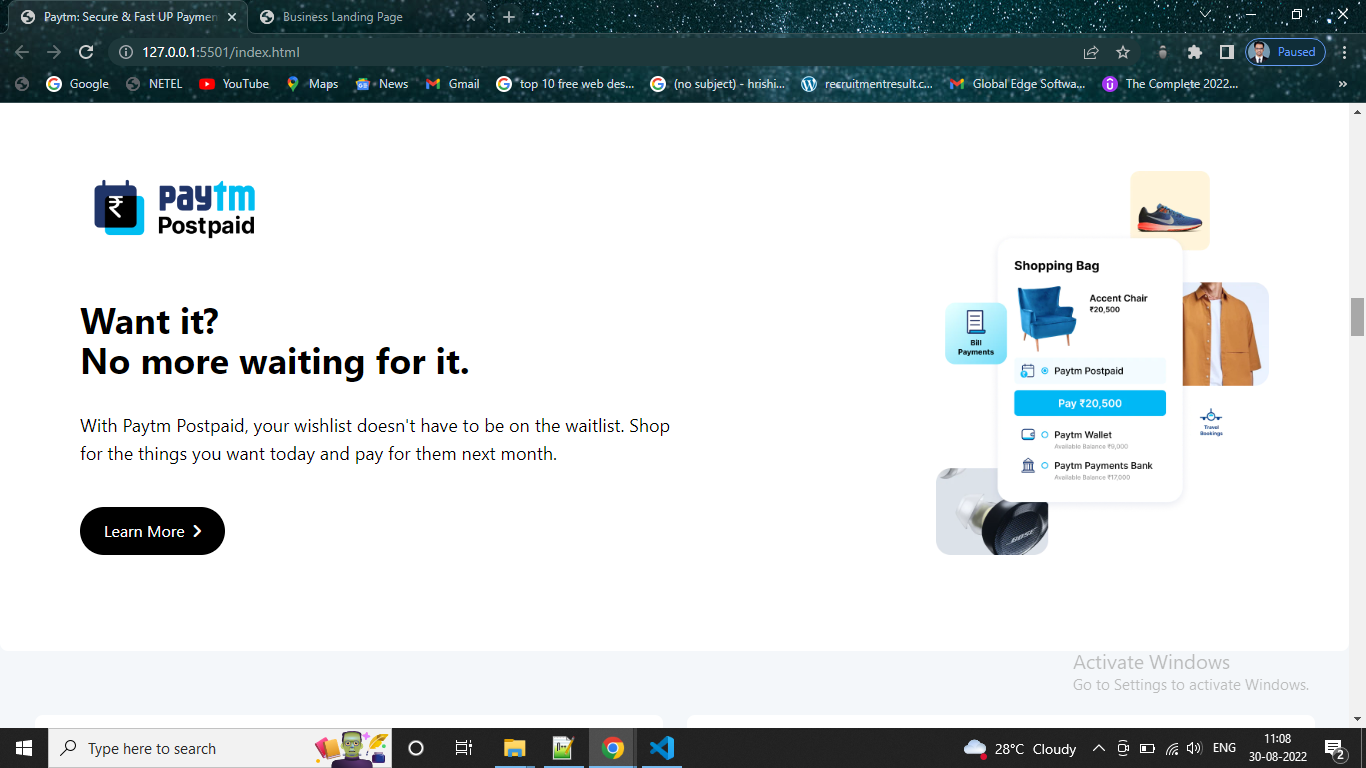 Paytm: Secure & Fast UP Paymen
Business Landing Page
127.0.0.1:5501/index.html
Paused
Google
NETEL
YouTube
Maps
News
Gmail
top 10 free web des...
(no subject) - hrishi...
recruitmentresult.c...
Global Edge Softwa...
The Complete 2022...
»
₹
paytm
Postpaid
Want it?
No more waiting for it.
With Paytm Postpaid, your wishlist doesn't have to be on the waitlist. Shop
for the things you want today and pay for them next month.
Learn More
Shopping Bag
Accent Chair
₹20,500
Bill
Payments
Paytm Postpaid
Pay ₹20,500
Paytm Wallet
Available Balance ₹9,000
Paytm Payments Bank
Available Balance ₹17,000
Travel
Bookings
BOSE
Activate Windows
Go to Settings to activate Windows.
Type here to search
28°C Cloudy
ENG
11:08
30-08-2022
2